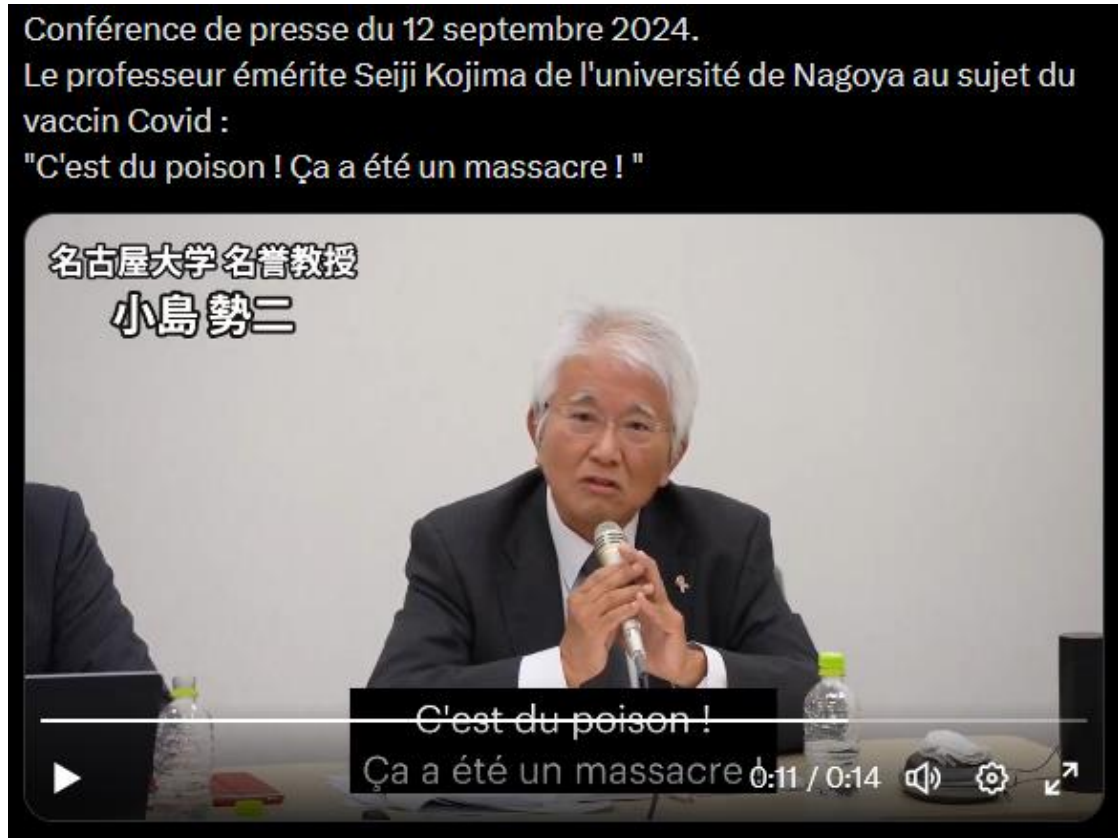 Conférence de presse du 12 septembre 2024.
Le professeur émérite Seiji Kojima de l'université de Nagoya au sujet du
vaccin Covid :
"C'est du poison ! Ça a été un massacre ! "
名古屋大学 名誉教授
小島 勢二
C'est du poison !
Ça a été un massacre !
0:11 / 0:14